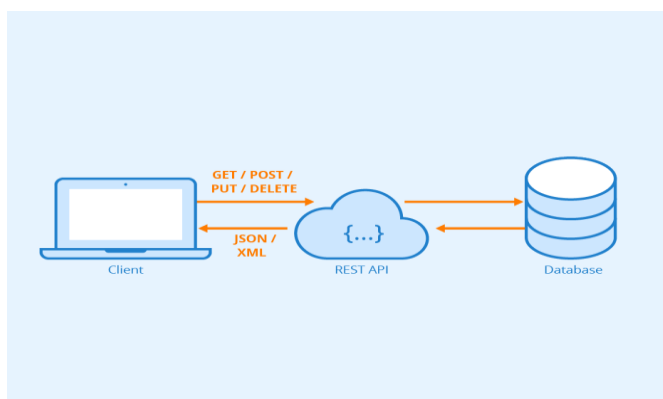 GET / POST /
PUT / DELETE
{...}
JSON /
XML
Client
REST API
Database